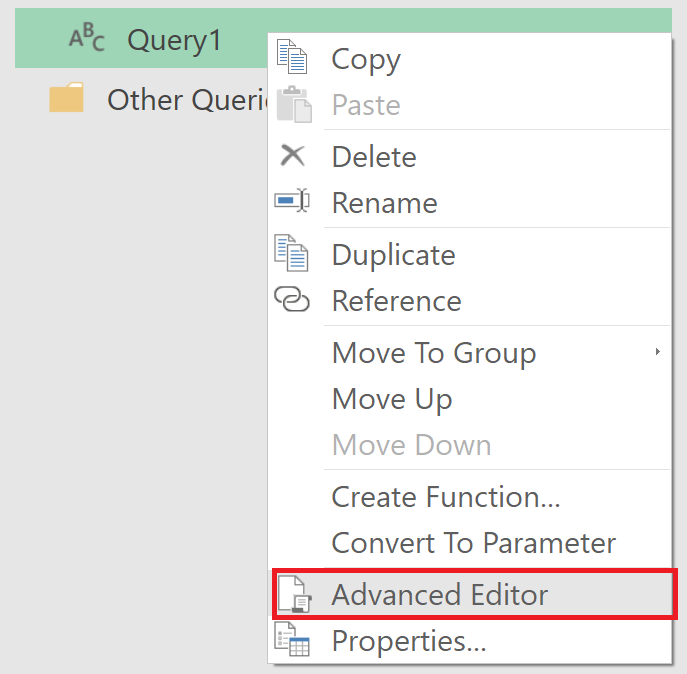 ABC Query1
Other Queri
Copy
Paste
Delete
Rename
Duplicate
Reference
Move To Group
Move Up
Move Down
Create Function...
Convert To Parameter
Advanced Editor
Properties...